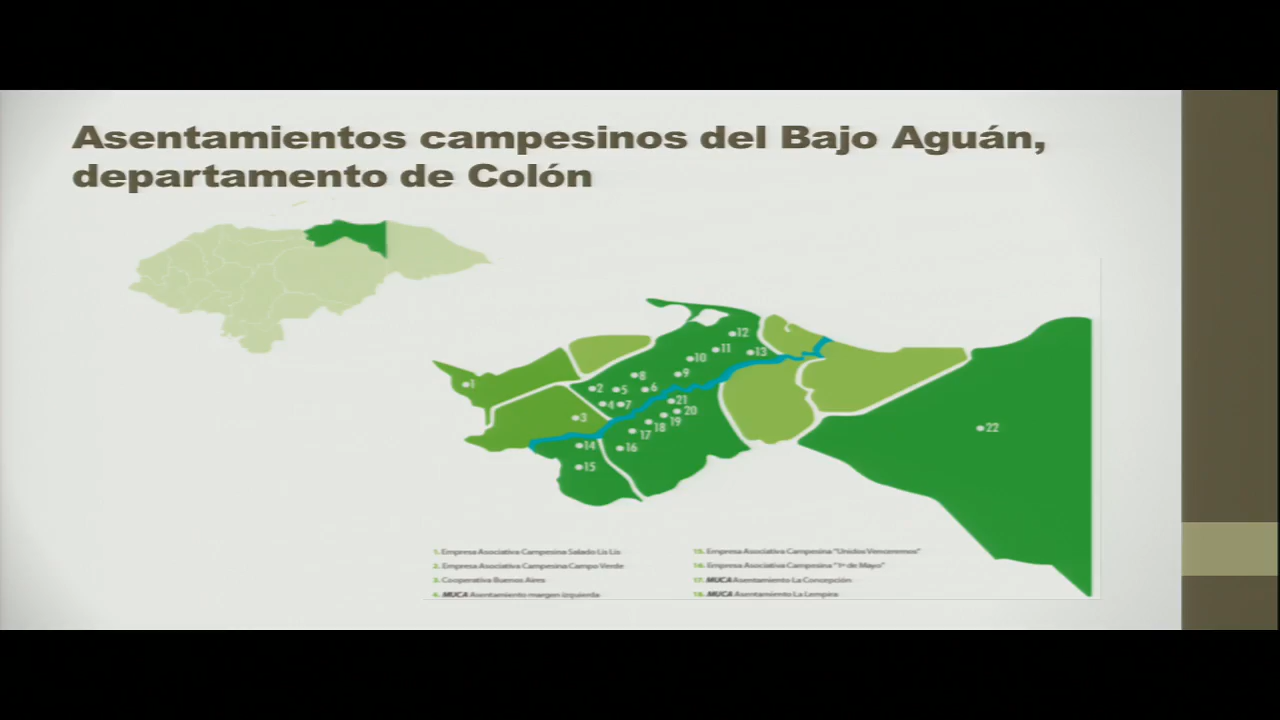 Asentamientos campesinos del Bajo Aguán,
departamento de Colón
12
11
13
10
1
8
9
2
5
6
4
7
21
20
3
19
18
17
22
14
16
15
1. Empresa Asociativa Campesina Salado Lis Lis
2. Empresa Asociativa Campesina Campo Verde
3. Cooperativa Buenos Aires
MUCA Asentamiento margen izquierda
15. Empresa Asociativa Campesina "Unidos Venceremos"
16. Empresa Asociativa Campesina "1º de Mayo"
17. MUCA Asentamiento La Concepción
18. MUCA Asentamiento La Lempira